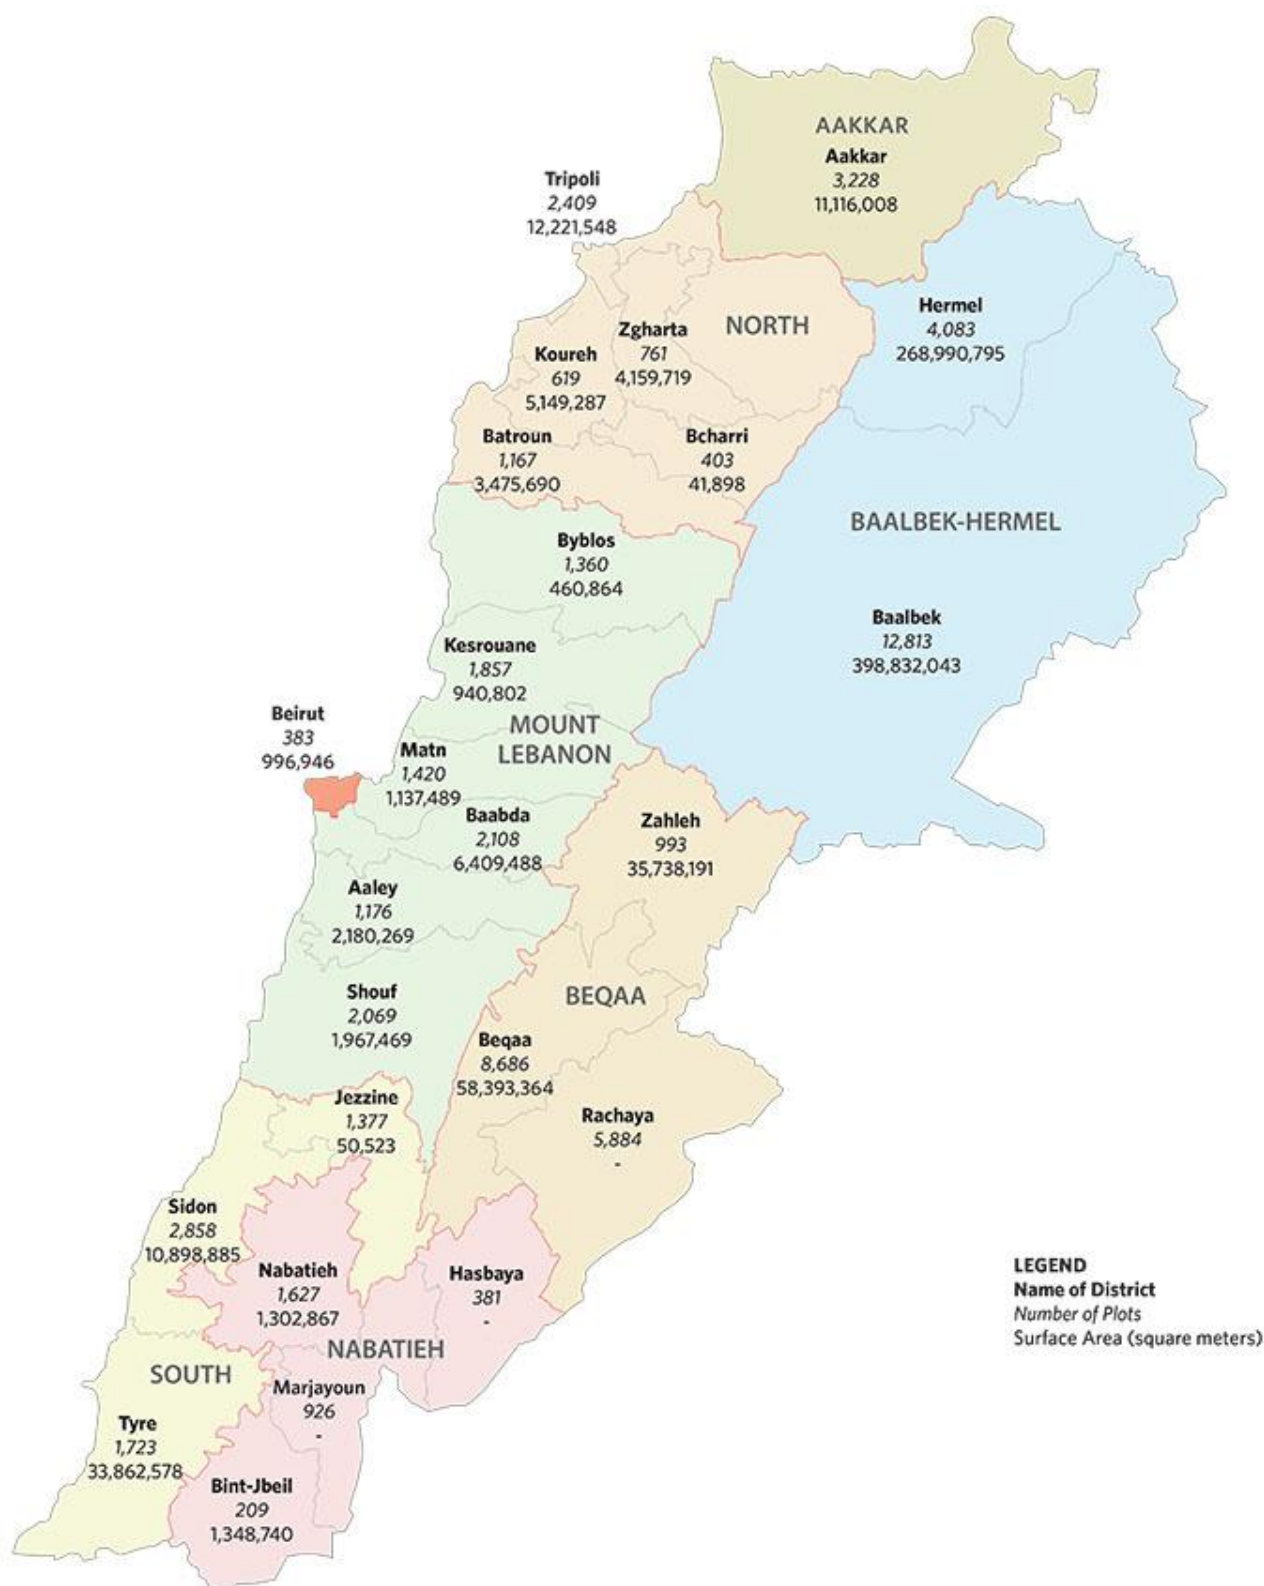 AAKKAR
Aakkar
3,228
11,116,008
Tripoli
2,409
12,221,548
Hermel
4,083
268,990,795
NORTH
Zgharta
761
4,159,719
Koureh
619
5,149,287
Batroun
1,167
3,475,690
Bcharri
403
41,898
BAALBEK-HERMEL
Byblos
1,360
460,864
Baalbek
12,813
398,832,043
Kesrouane
1,857
940,802
Beirut
383
996,946
MOUNT
LEBANON
Matn
1,420
1,137,489
Baabda
2,108
6,409,488
Zahleh
993
35,738,191
Aaley
1,176
2,180,269
Shouf
2,069
1,967,469
BEQAA
Beqaa
8,686
58,393,364
Jezzine
1,377
50,523
Rachaya
5,884
-
Sidon
2,858
10,898,885
Nabatieh
1,627
1,302,867
Hasbaya
381
-
NABATIEH
SOUTH
Marjayoun
926
-
Tyre
1,723
33,862,578
Bint-Jbeil
209
1,348,740
LEGEND
Name of District
Number of Plots
Surface Area (square meters)